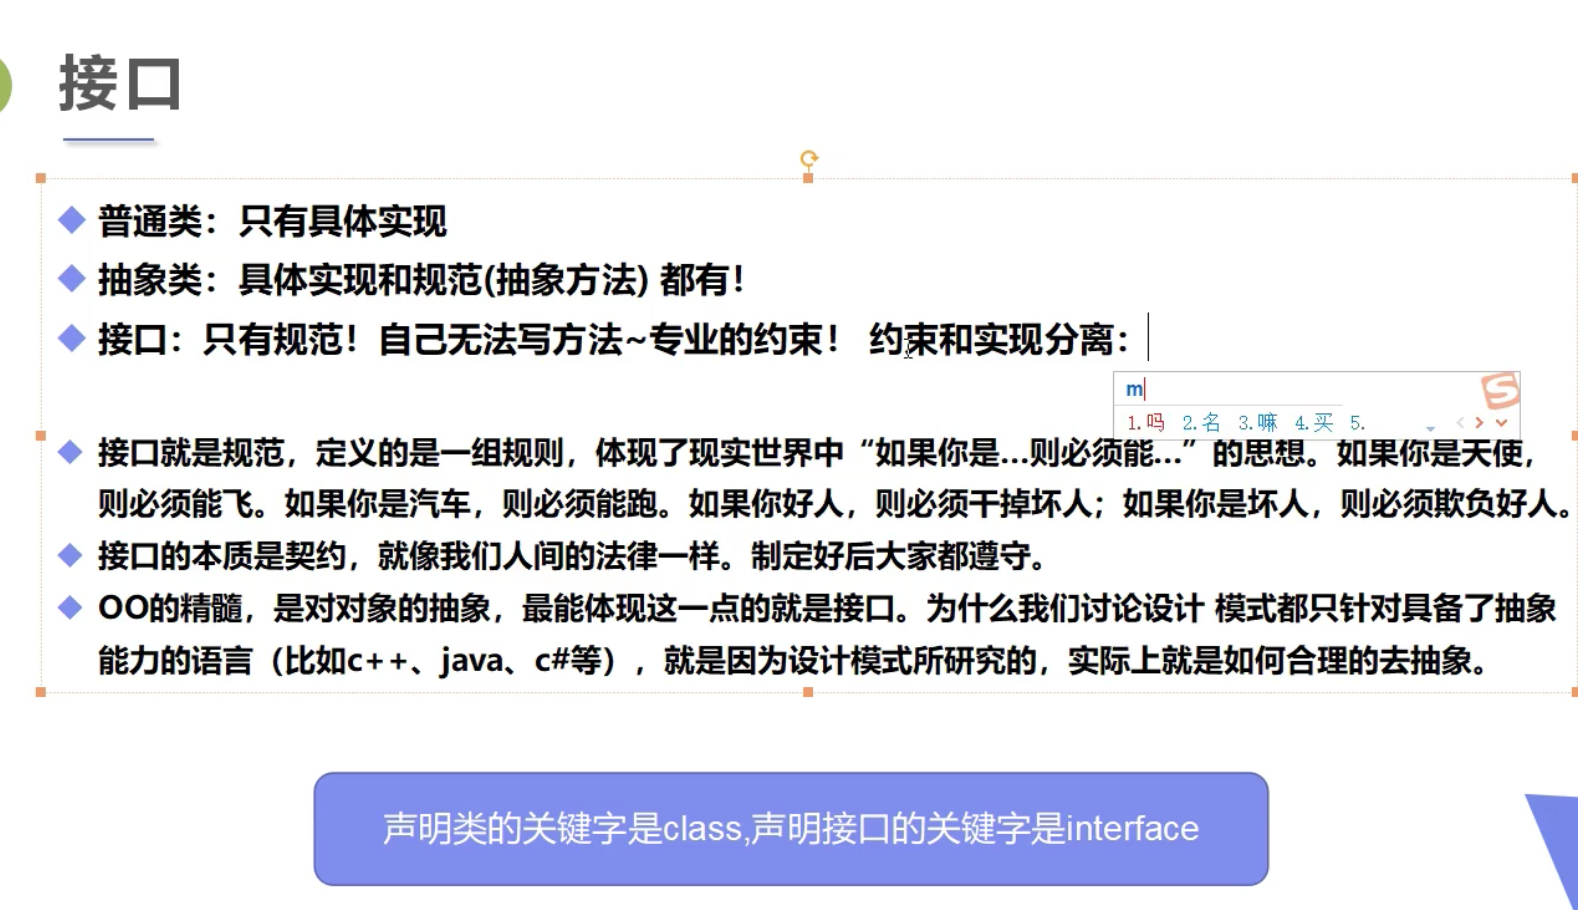 接口
普通类：只有具体实现
抽象类：具体实现和规范(抽象方法) 都有！
接口：只有规范！自己无法写方法~专业的约束！ 约束和实现分离：
m
1.吗 2.名 3.嘛 4.买 5.
接口就是规范，定义的是一组规则，体现了现实世界中“如果你是...则必须能...”的思想。如果你是天使，
则必须能飞。如果你是汽车，则必须能跑。如果你好人，则必须干掉坏人；如果你是坏人，则必须欺负好人。
接口的本质是契约，就像我们人间的法律一样。制定好后大家都遵守。
OO的精髓，是对对象的抽象，最能体现这一点的就是接口。为什么我们讨论设计 模式都只针对具备了抽象
能力的语言（比如c++、java、c#等），就是因为设计模式所研究的，实际上就是如何合理的去抽象。
声明类的关键字是class,声明接口的关键字是interface